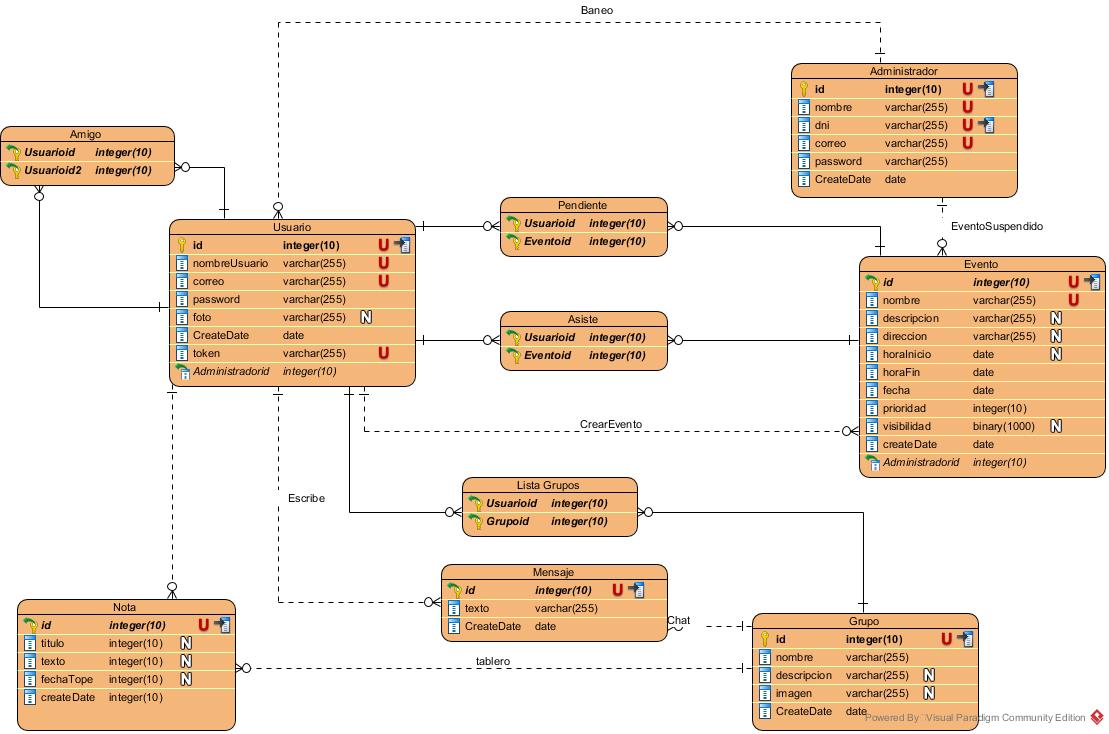 Baneo
Administrador
id integer(10) U
nombre varchar(255) U
dni varchar(255) U
correo varchar(255) U
password varchar(255)
CreateDate date
Amigo
Usuarioid integer(10)
Usuarioid2 integer(10)
Pendiente
Usuarioid integer(10)
Eventoid integer(10)
EventoSuspendido
Usuario
id integer(10) U
nombreUsuario varchar(255) U
correo varchar(255) U
password varchar(255)
foto varchar(255) N
CreateDate date
token varchar(255) U
Administradorid integer(10)
Evento
id integer(10) U
nombre varchar(255) U
descripcion varchar(255) N
direccion varchar(255) N
horaInicio date N
horaFin date
fecha date
prioridad integer(10)
visibilidad binary(1000) N
createDate date
Administradorid integer(10)
Asiste
Usuarioid integer(10)
Eventoid integer(10)
CrearEvento
Lista Grupos
Usuarioid integer(10)
Grupoid integer(10)
Escribe
Mensaje
id integer(10) U
texto varchar(255)
CreateDate date
Chat
Nota
id integer(10) U
titulo integer(10) N
texto integer(10) N
fechaTope integer(10) N
createDate integer(10)
tablero
Grupo
id integer(10) U
nombre varchar(255)
descripcion varchar(255) N
imagen varchar(255) N
CreateDate date
Powered By Visual Paradigm Community Edition